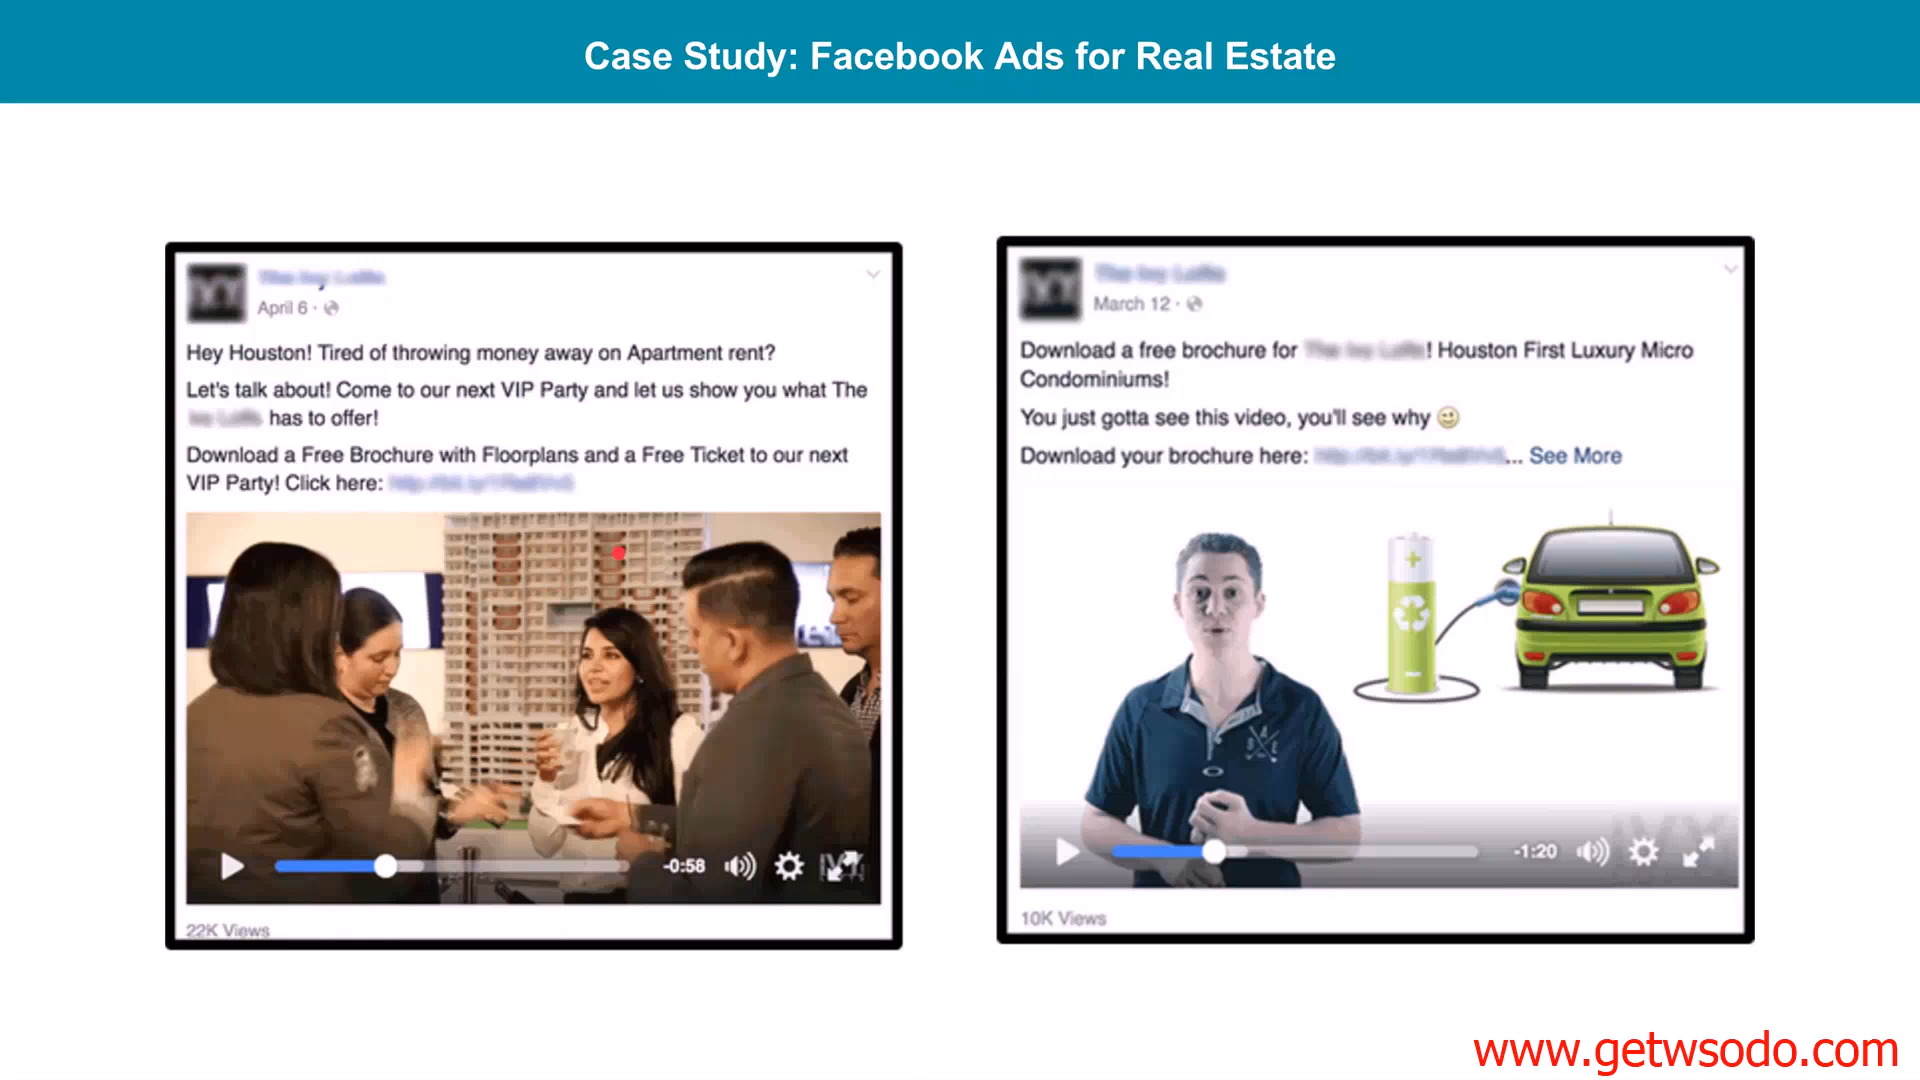 Case Study: Facebook Ads for Real Estate
April 6 ·
Hey Houston! Tired of throwing money away on Apartment rent?
Let's talk about! Come to our next VIP Party and let us show you what The
has to offer!
Download a Free Brochure with Floorplans and a Free Ticket to our next
VIP Party! Click here:
-0:58
22K Views
March 12 ·
Download a free brochure for ! Houston First Luxury Micro
Condominiums!
You just gotta see this video, you'll see why
Download your brochure here: ... See More
-1:20
10K Views
www.getwsodo.com